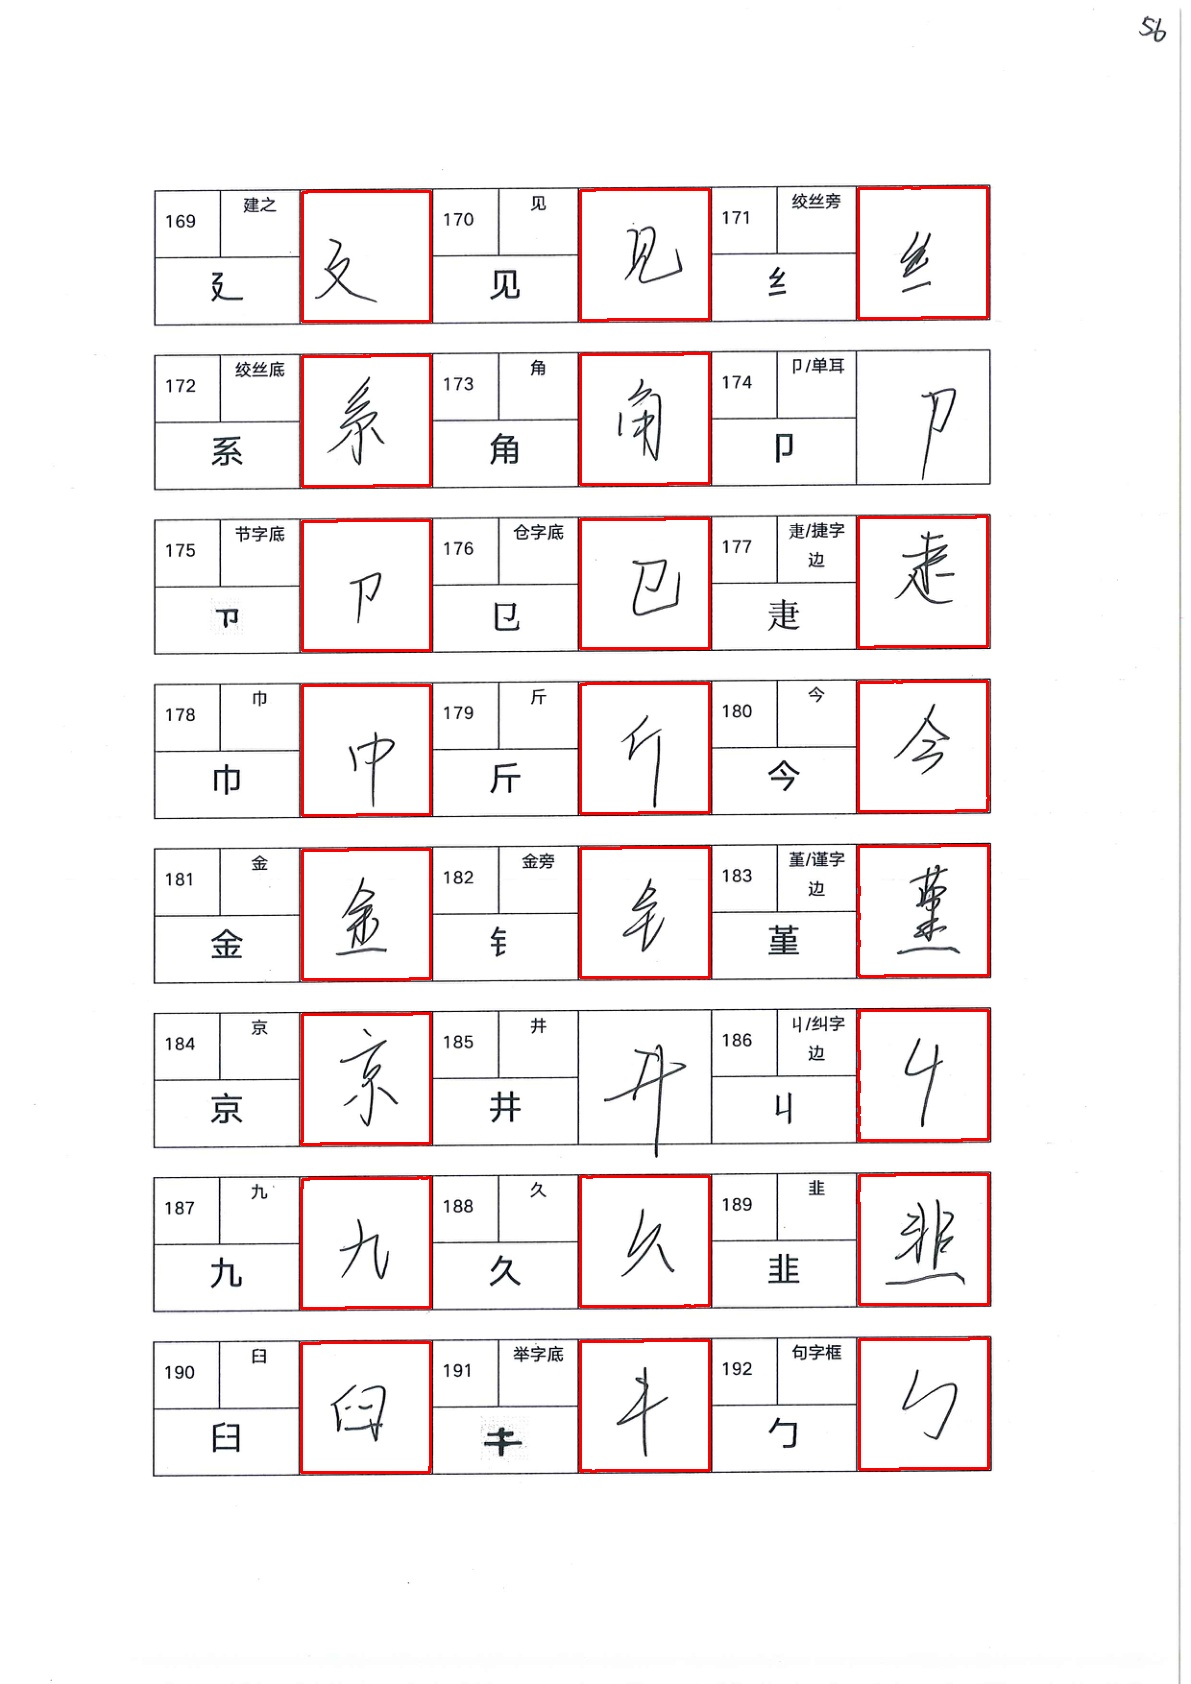 56
169 建之 廴 廴 170 见 见 见 171 绞丝旁 纟 纟
172 绞丝底 系 系 173 角 角 角 174 卩/单耳 卩 卩
175 节字底 卩 卩 176 仓字底 㔾 㔾 177 疌/捷字边 疌 疌
178 巾 巾 巾 179 斤 斤 斤 180 今 今 今
181 金 金 金 182 金旁 钅 钅 183 堇/谨字边 堇 堇
184 京 京 京 185 井 井 井 186 丩/纠字边 丩 丩
187 九 九 九 188 久 久 久 189 韭 韭 韭
190 臼 臼 臼 191 举字底 192 句字框 勹 勹